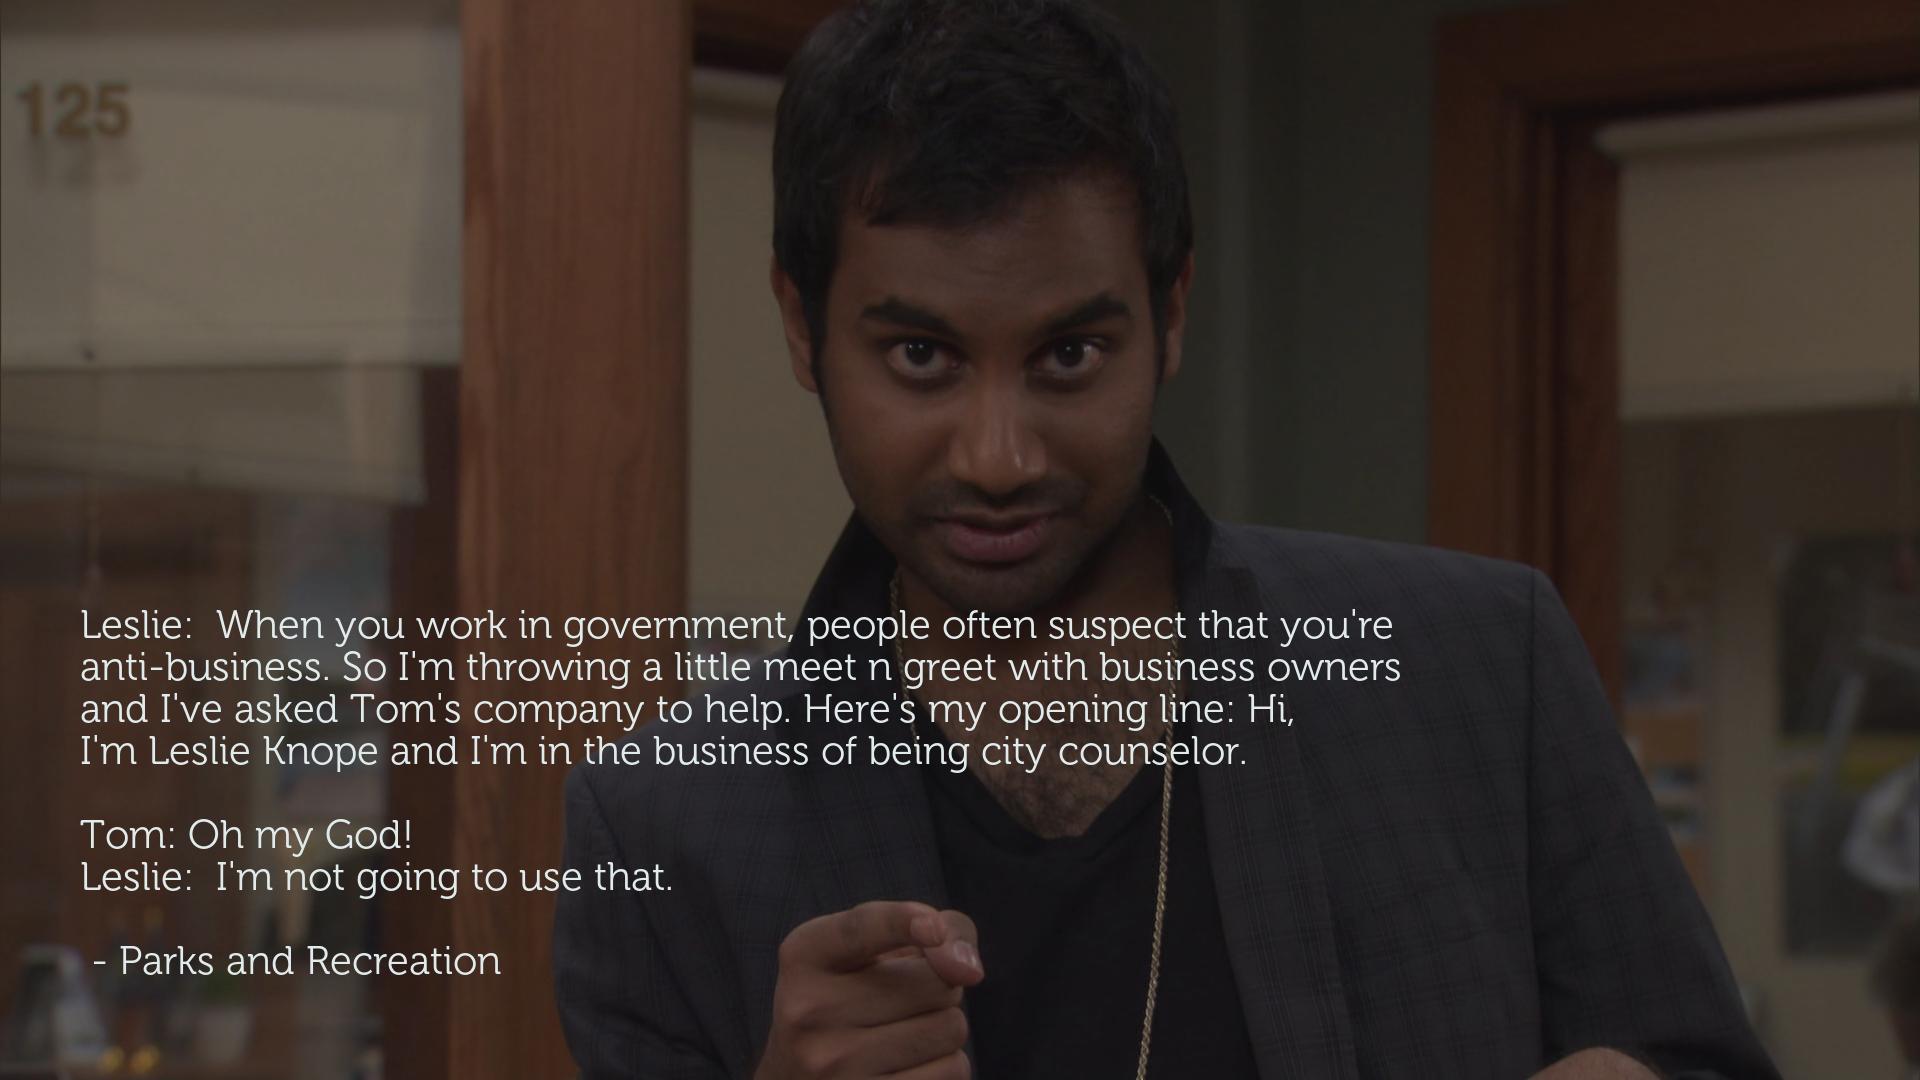 125
Leslie:  When you work in government, people often suspect that you're
anti-business. So I'm throwing a little meet n greet with business owners
and I've asked Tom's company to help. Here's my opening line: Hi,
I'm Leslie Knope and I'm in the business of being city counselor.
Tom: Oh my God!
Leslie:  I'm not going to use that.
- Parks and Recreation